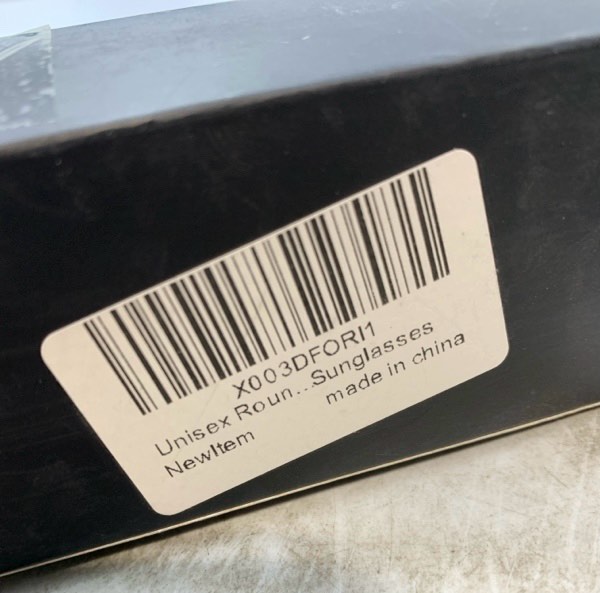 X003DFORI1
Unisex Roun...Sunglasses
NewItem made in china